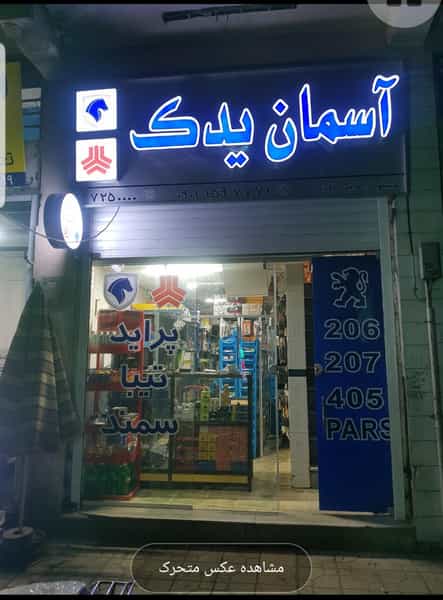 آسمان یدک
پراید
تیبا
سمند
206
207
405
PARS
مشاهده عکس متحرک